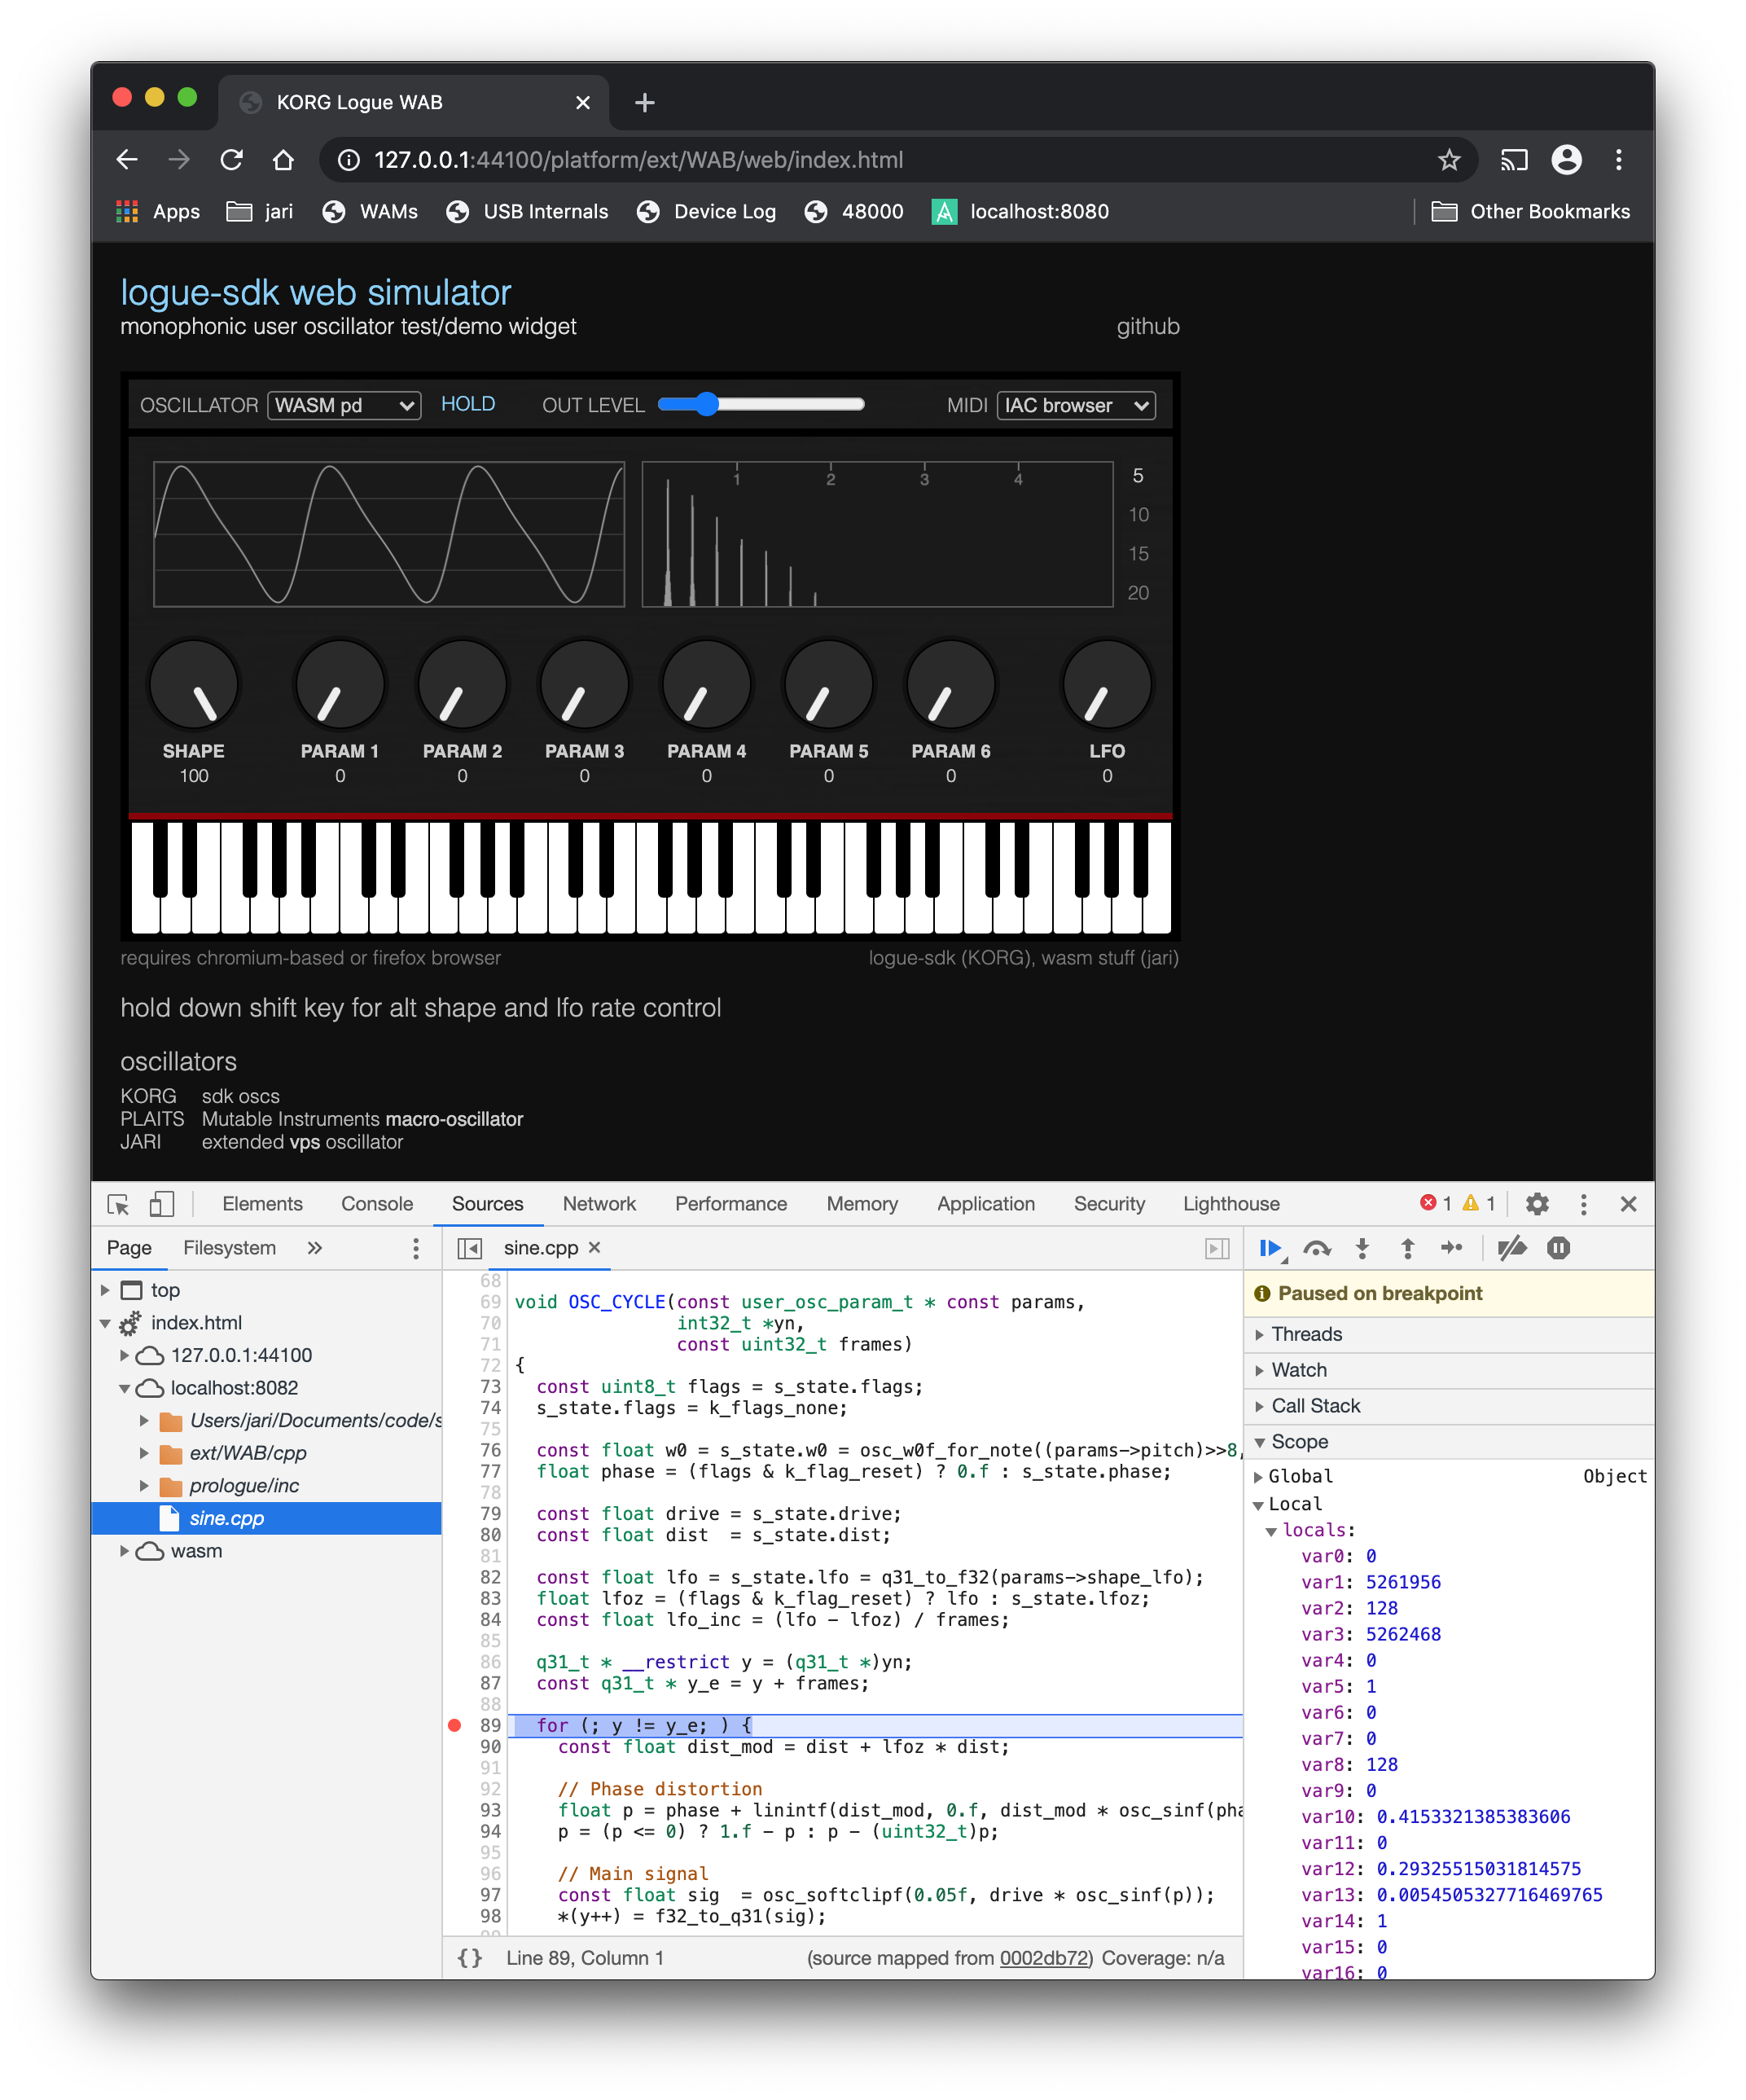 KORG Logue WAB
127.0.0.1:44100/platform/ext/WAB/web/index.html
Apps jari WAMs USB Internals Device Log 48000 localhost:8080 Other Bookmarks
logue-sdk web simulator
monophonic user oscillator test/demo widget github
OSCILLATOR WASM pd HOLD OUT LEVEL MIDI IAC browser
1 2 3 4
5
10
15
20
SHAPE PARAM 1 PARAM 2 PARAM 3 PARAM 4 PARAM 5 PARAM 6 LFO
100 0 0 0 0 0 0 0
requires chromium-based or firefox browser logue-sdk (KORG), wasm stuff (jari)
hold down shift key for alt shape and lfo rate control
oscillators
KORG sdk oscs
PLAITS Mutable Instruments macro-oscillator
JARI extended vps oscillator
Elements Console Sources Network Performance Memory Application Security Lighthouse 1 1
Page Filesystem »
top
index.html
127.0.0.1:44100
localhost:8082
Users/jari/Documents/code/s
ext/WAB/cpp
prologue/inc
sine.cpp
wasm
sine.cpp
68
69 void OSC_CYCLE(const user_osc_param_t * const params,
70 int32_t *yn,
71 const uint32_t frames)
72 {
73 const uint8_t flags = s_state.flags;
74 s_state.flags = k_flags_none;
75
76 const float w0 = s_state.w0 = osc_w0f_for_note((params->pitch)>>8,
77 float phase = (flags & k_flag_reset) ? 0.f : s_state.phase;
78
79 const float drive = s_state.drive;
80 const float dist  = s_state.dist;
81
82 const float lfo = s_state.lfo = q31_to_f32(params->shape_lfo);
83 float lfoz = (flags & k_flag_reset) ? lfo : s_state.lfoz;
84 const float lfo_inc = (lfo - lfoz) / frames;
85
86 q31_t * __restrict y = (q31_t *)yn;
87 const q31_t * y_e = y + frames;
88
89 for (; y != y_e; ) {
90 const float dist_mod = dist + lfoz * dist;
91
92 // Phase distortion
93 float p = phase + linintf(dist_mod, 0.f, dist_mod * osc_sinf(pha
94 p = (p <= 0) ? 1.f - p : p - (uint32_t)p;
95
96 // Main signal
97 const float sig  = osc_softclipf(0.05f, drive * osc_sinf(p));
98 *(y++) = f32_to_q31(sig);
{} Line 89, Column 1 (source mapped from 0002db72) Coverage: n/a
Paused on breakpoint
Threads
Watch
Call Stack
Scope
Global Object
Local
locals:
var0: 0
var1: 5261956
var2: 128
var3: 5262468
var4: 0
var5: 1
var6: 0
var7: 0
var8: 128
var9: 0
var10: 0.4153321385383606
var11: 0
var12: 0.29325515031814575
var13: 0.0054505327716469765
var14: 1
var15: 0
var16: 0